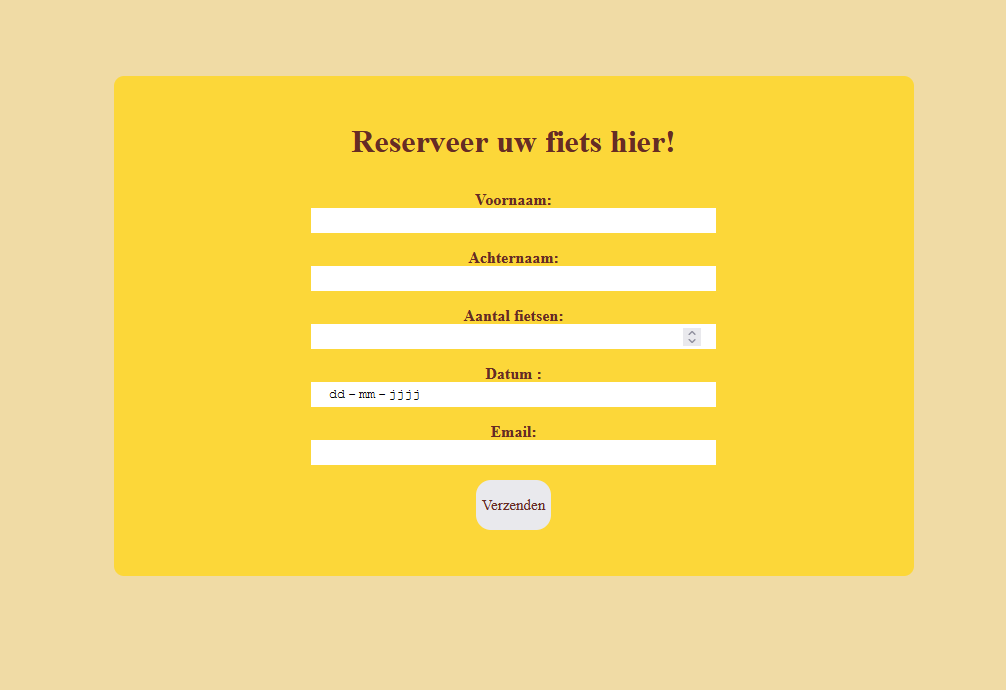 Reserveer uw fiets hier!
Voornaam:
Achternaam:
Aantal fietsen:
Datum :
dd - mm - jjjj
Email:
Verzenden